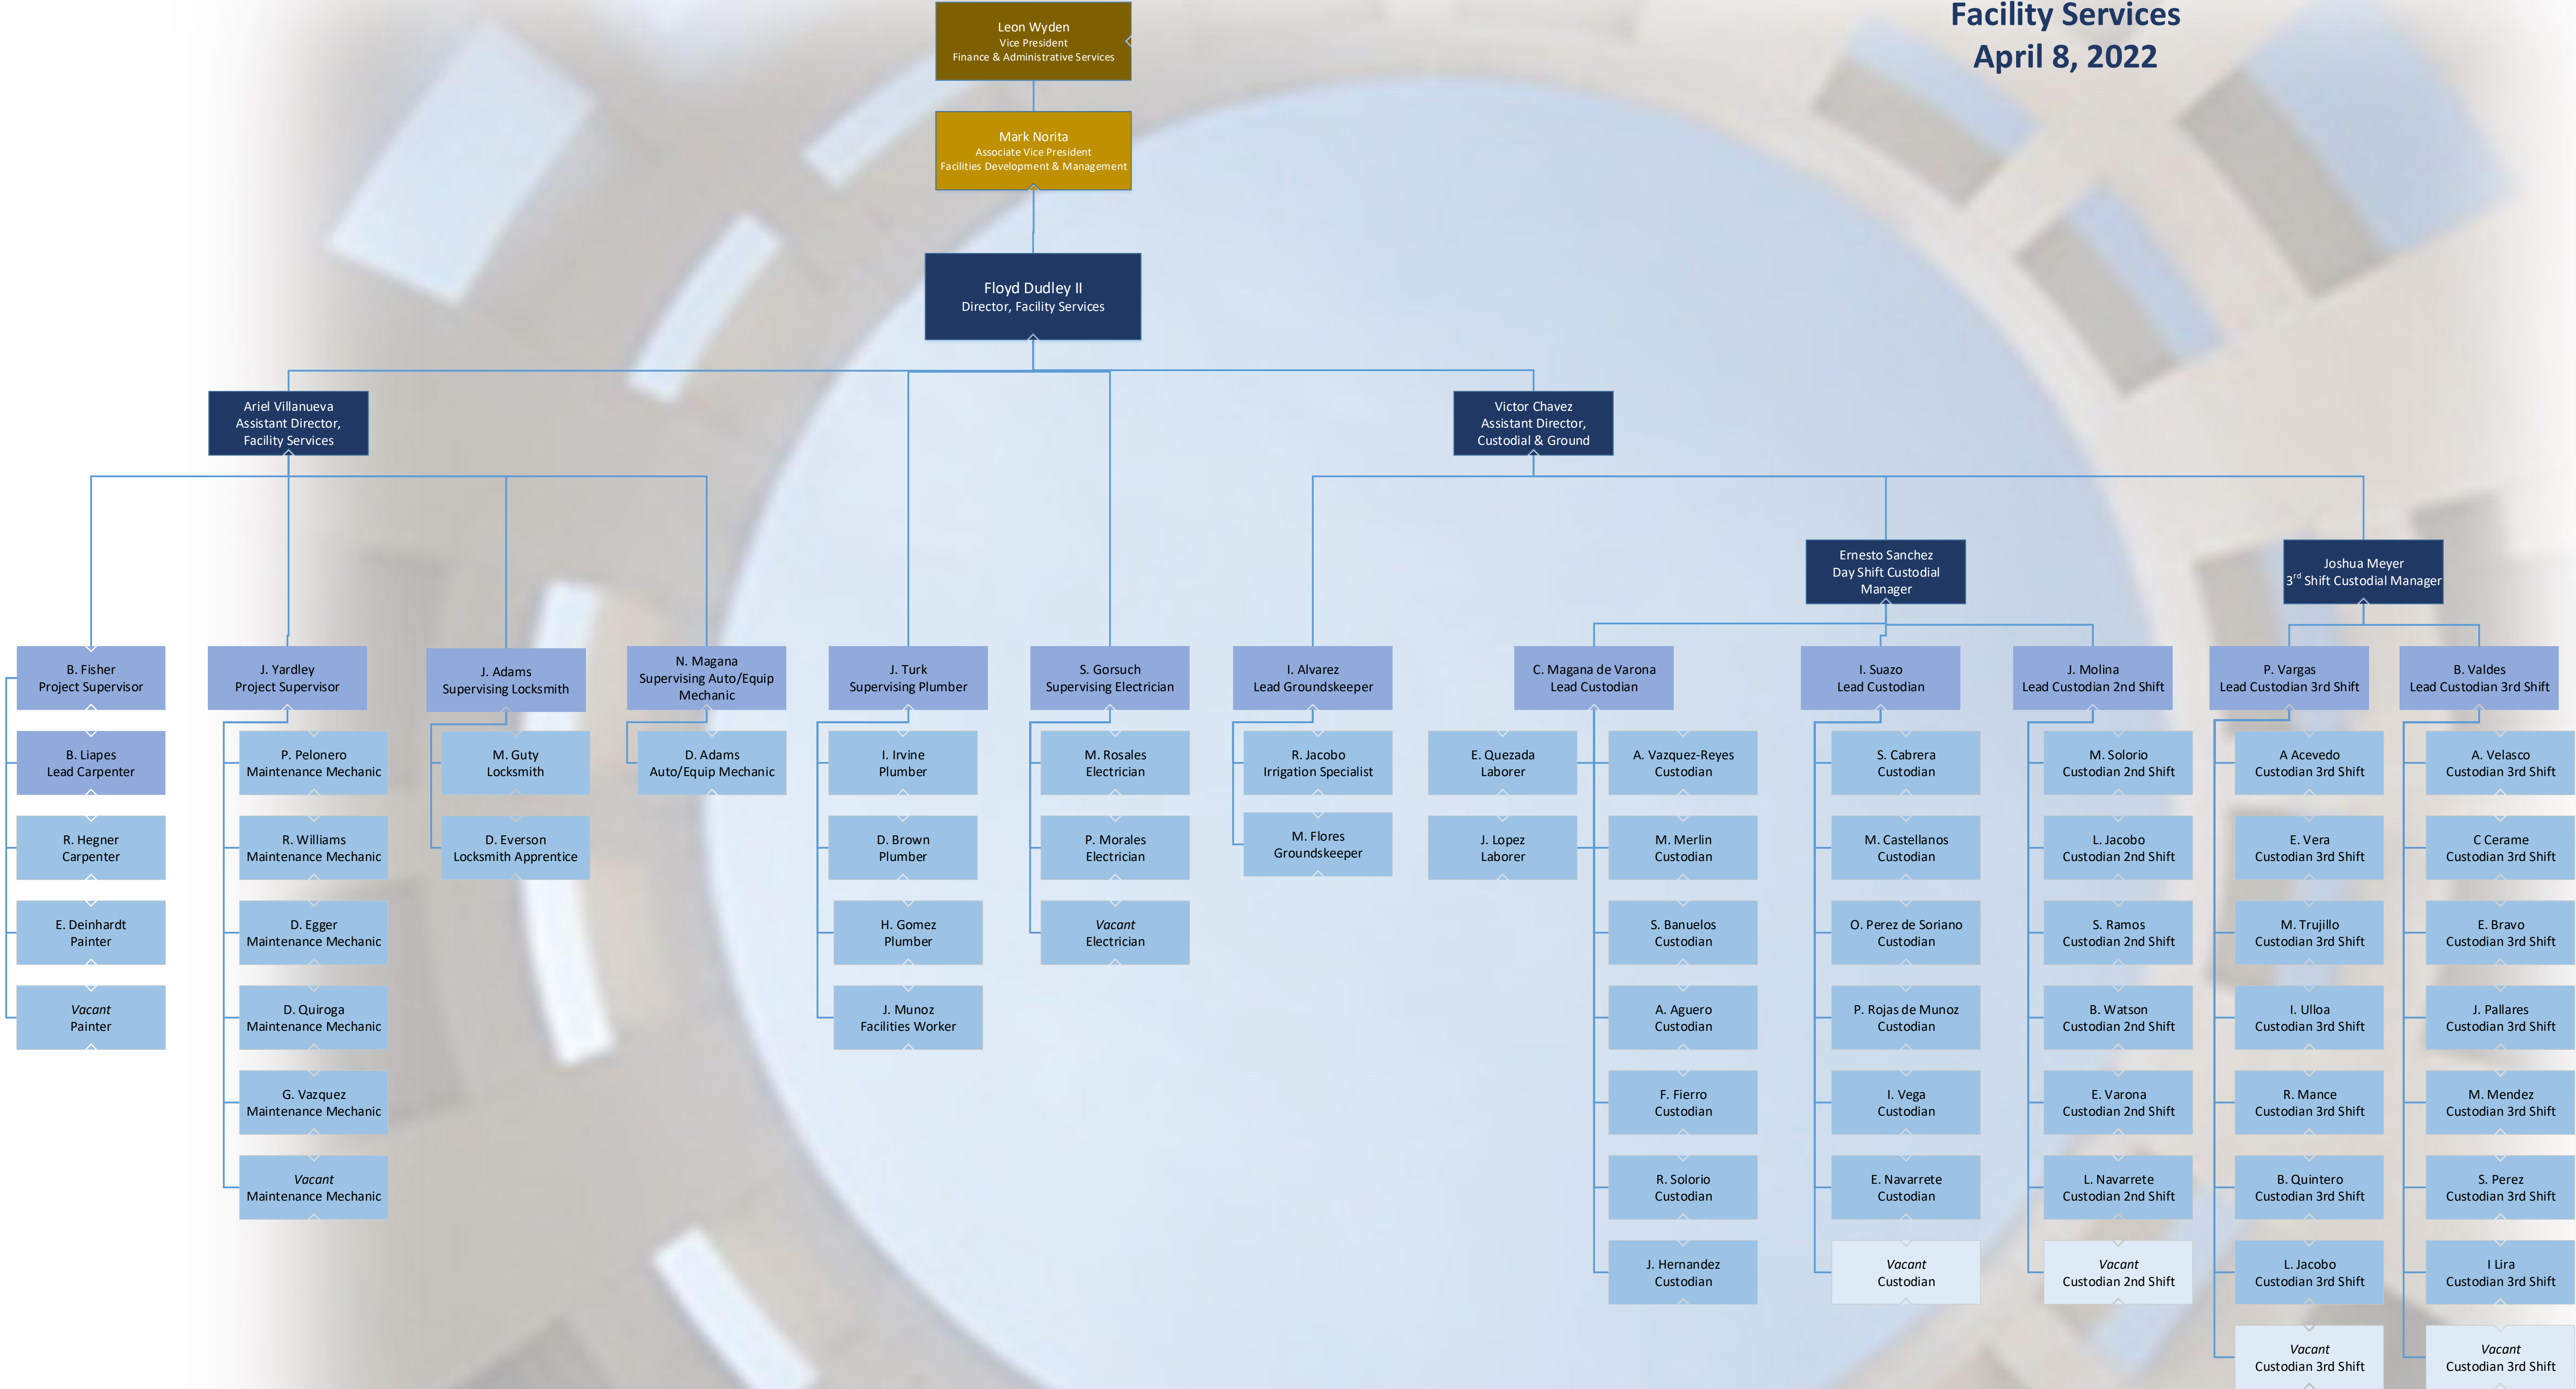 Facility Services
April 8, 2022
Leon Wyden
Vice President
Finance & Administrative Services
Mark Norita
Associate Vice President
Facilities Development & Management
Floyd Dudley II
Director, Facility Services
Ariel Villanueva
Assistant Director,
Facility Services
Victor Chavez
Assistant Director,
Custodial & Ground
Ernesto Sanchez
Day Shift Custodial
Manager
Joshua Meyer
3rd Shift Custodial Manager
B. Fisher
Project Supervisor
B. Liapes
Lead Carpenter
R. Hegner
Carpenter
E. Deinhardt
Painter
Vacant
Painter
J. Yardley
Project Supervisor
P. Pelonero
Maintenance Mechanic
R. Williams
Maintenance Mechanic
D. Egger
Maintenance Mechanic
D. Quiroga
Maintenance Mechanic
G. Vazquez
Maintenance Mechanic
Vacant
Maintenance Mechanic
J. Adams
Supervising Locksmith
M. Guty
Locksmith
D. Everson
Locksmith Apprentice
N. Magana
Supervising Auto/Equip
Mechanic
D. Adams
Auto/Equip Mechanic
J. Turk
Supervising Plumber
I. Irvine
Plumber
D. Brown
Plumber
H. Gomez
Plumber
J. Munoz
Facilities Worker
S. Gorsuch
Supervising Electrician
M. Rosales
Electrician
P. Morales
Electrician
Vacant
Electrician
I. Alvarez
Lead Groundskeeper
R. Jacobo
Irrigation Specialist
M. Flores
Groundskeeper
C. Magana de Varona
Lead Custodian
E. Quezada
Laborer
J. Lopez
Laborer
A. Vazquez-Reyes
Custodian
M. Merlin
Custodian
S. Banuelos
Custodian
A. Aguero
Custodian
F. Fierro
Custodian
R. Solorio
Custodian
J. Hernandez
Custodian
I. Suazo
Lead Custodian
S. Cabrera
Custodian
M. Castellanos
Custodian
O. Perez de Soriano
Custodian
P. Rojas de Munoz
Custodian
I. Vega
Custodian
E. Navarrete
Custodian
Vacant
Custodian
J. Molina
Lead Custodian 2nd Shift
M. Solorio
Custodian 2nd Shift
L. Jacobo
Custodian 2nd Shift
S. Ramos
Custodian 2nd Shift
B. Watson
Custodian 2nd Shift
E. Varona
Custodian 2nd Shift
L. Navarrete
Custodian 2nd Shift
Vacant
Custodian 2nd Shift
P. Vargas
Lead Custodian 3rd Shift
A Acevedo
Custodian 3rd Shift
E. Vera
Custodian 3rd Shift
M. Trujillo
Custodian 3rd Shift
I. Ulloa
Custodian 3rd Shift
R. Mance
Custodian 3rd Shift
B. Quintero
Custodian 3rd Shift
L. Jacobo
Custodian 3rd Shift
Vacant
Custodian 3rd Shift
B. Valdes
Lead Custodian 3rd Shift
A. Velasco
Custodian 3rd Shift
C Cerame
Custodian 3rd Shift
E. Bravo
Custodian 3rd Shift
J. Pallares
Custodian 3rd Shift
M. Mendez
Custodian 3rd Shift
S. Perez
Custodian 3rd Shift
I Lira
Custodian 3rd Shift
Vacant
Custodian 3rd Shift